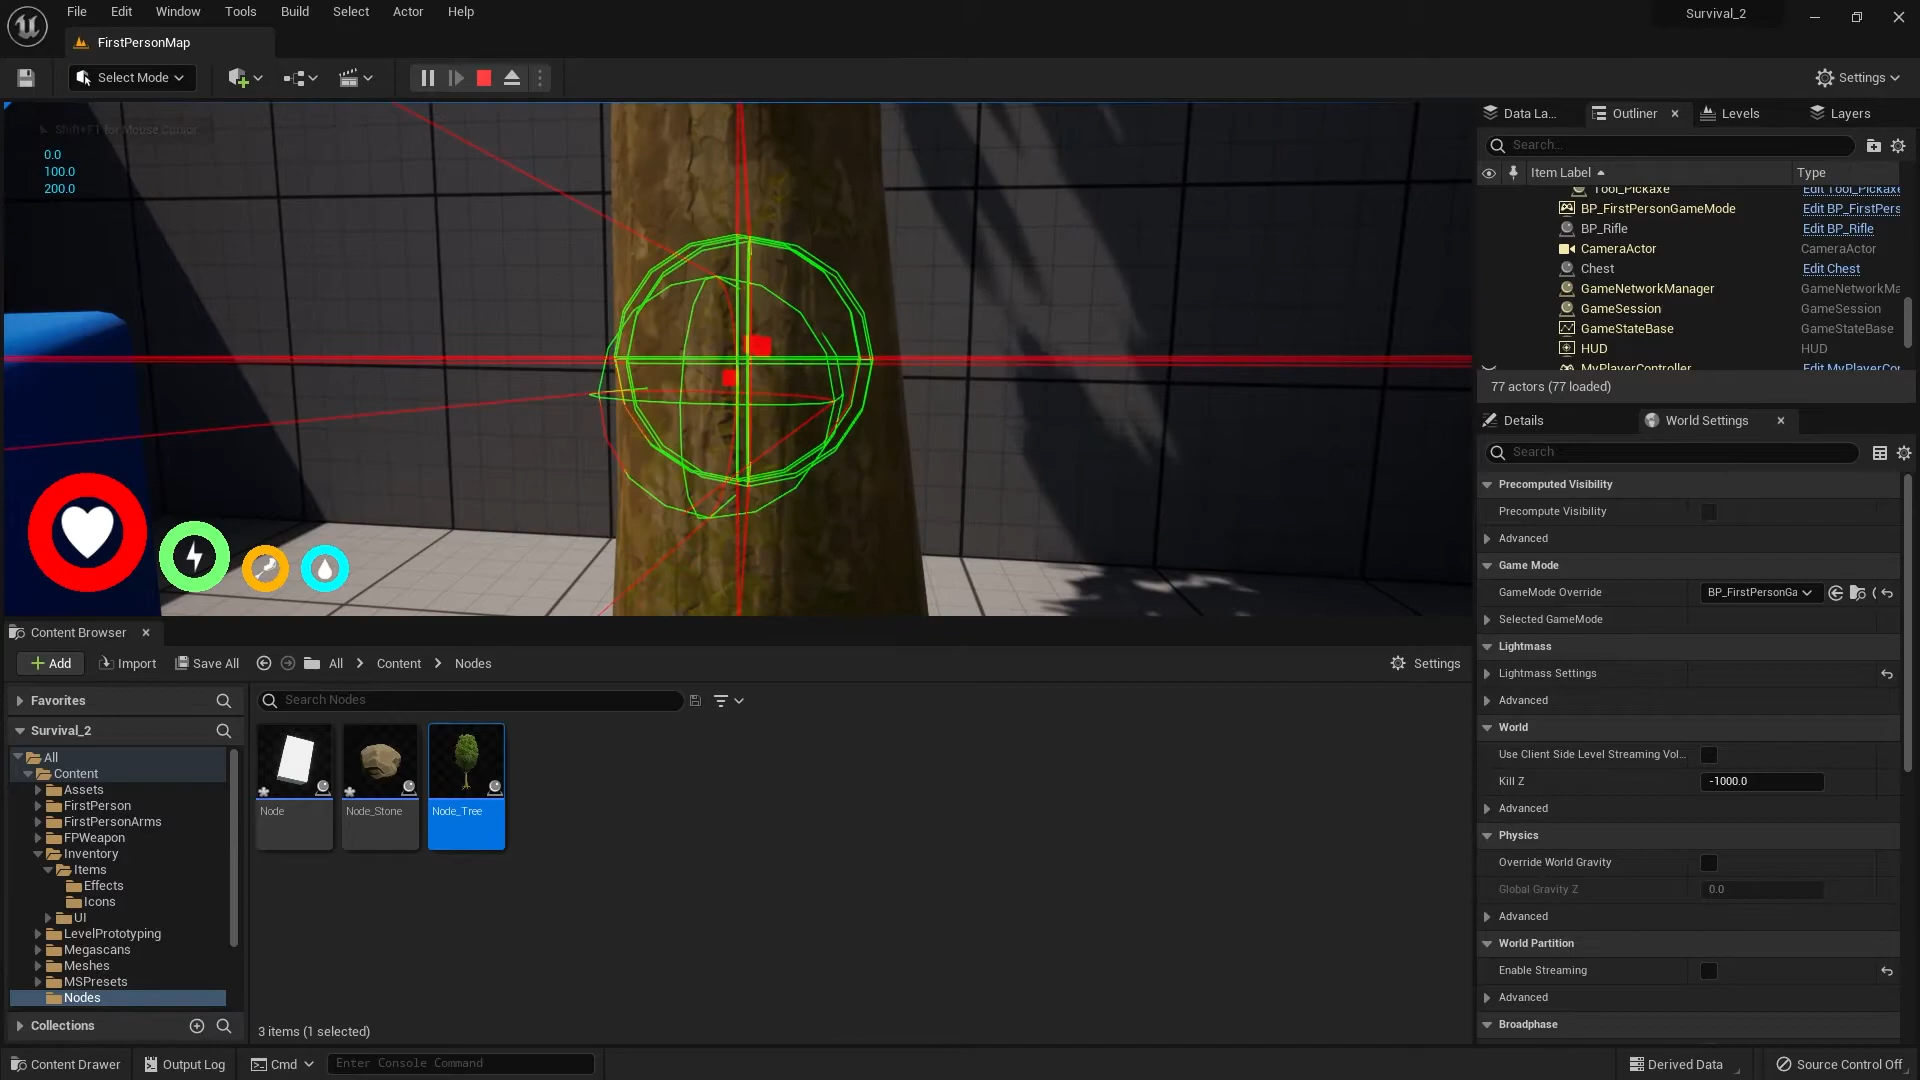 File Edit Window Tools Build Select Actor Help
Survival_2
FirstPersonMap
Select Mode
Settings
Shift+F1 for Mouse Cursor
0.0
100.0
200.0
Data La...
Outliner
Levels
Layers
Search...
Item Label
Type
Tool_Pickaxe
Edit Tool_Pickaxe
BP_FirstPersonGameMode
Edit BP_FirstPers
BP_Rifle
Edit BP_Rifle
CameraActor
CameraActor
Chest
Edit Chest
GameNetworkManager
GameNetworkMa
GameSession
GameSession
GameStateBase
GameStateBase
HUD
HUD
MyPlayerController
Edit MyPlayerCor
77 actors (77 loaded)
Details
World Settings
Search
Precomputed Visibility
Precompute Visibility
Advanced
Game Mode
GameMode Override
BP_FirstPersonGa
Selected GameMode
Lightmass
Lightmass Settings
Advanced
World
Use Client Side Level Streaming Vol...
Kill Z
-1000.0
Advanced
Physics
Override World Gravity
Global Gravity Z
0.0
Advanced
World Partition
Enable Streaming
Advanced
Broadphase
Content Browser
Add
Import
Save All
All
Content
Nodes
Settings
Favorites
Search Nodes
Survival_2
All
Content
Assets
FirstPerson
FirstPersonArms
FPWeapon
Inventory
Items
Effects
Icons
UI
LevelPrototyping
Megascans
Meshes
MSPresets
Nodes
Collections
Node
Node_Stone
Node_Tree
3 items (1 selected)
Content Drawer
Output Log
Cmd
Enter Console Command
Derived Data
Source Control Off